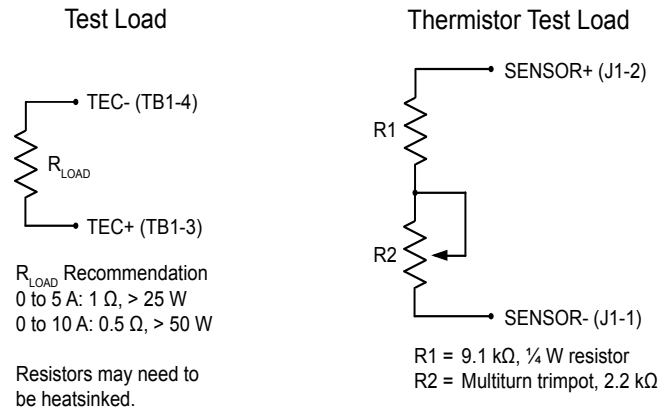 Test Load
TEC- (TB1-4)
R_LOAD
TEC+ (TB1-3)
R_LOAD Recommendation
0 to 5 A: 1 Ω, > 25 W
0 to 10 A: 0.5 Ω, > 50 W
Resistors may need to
be heatsinked.
Thermistor Test Load
SENSOR+ (J1-2)
R1
R2
SENSOR- (J1-1)
R1 = 9.1 kΩ, ¼ W resistor
R2 = Multiturn trimpot, 2.2 kΩ